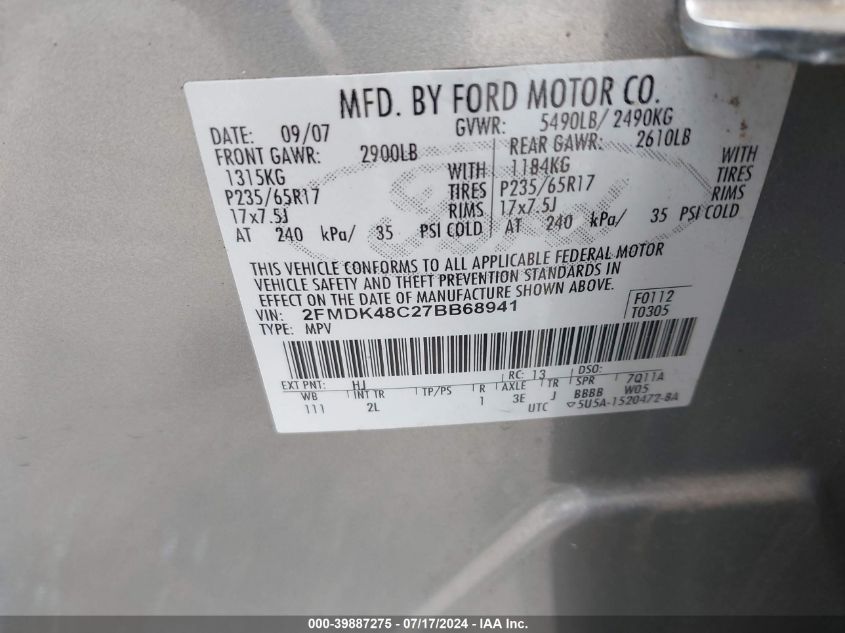 MFD. BY FORD MOTOR CO.
DATE: 09/07 GVWR: 5490LB/ 2490KG
FRONT GAWR: 2900LB REAR GAWR: 2610LB
1315KG WITH 1184KG WITH
P235/65R17 TIRES P235/65R17 TIRES
17x7.5J RIMS 17x7.5J RIMS
AT 240 kPa/ 35 PSI COLD AT 240 kPa/ 35 PSI COLD
Ford
THIS VEHICLE CONFORMS TO ALL APPLICABLE FEDERAL MOTOR
VEHICLE SAFETY AND THEFT PREVENTION STANDARDS IN
EFFECT ON THE DATE OF MANUFACTURE SHOWN ABOVE.
VIN: 2FMDK48C27BB68941 F0112
TYPE: MPV T0305
EXT PNT: HJ RC: 13 DSO:
WB INT TR TP/PS R AXLE TR SPR 7Q11A
111 2L 1 3E J BBBB W05
UTC ▽5U5A-1520472-8A
000-39887275 - 07/17/2024 - IAA Inc.